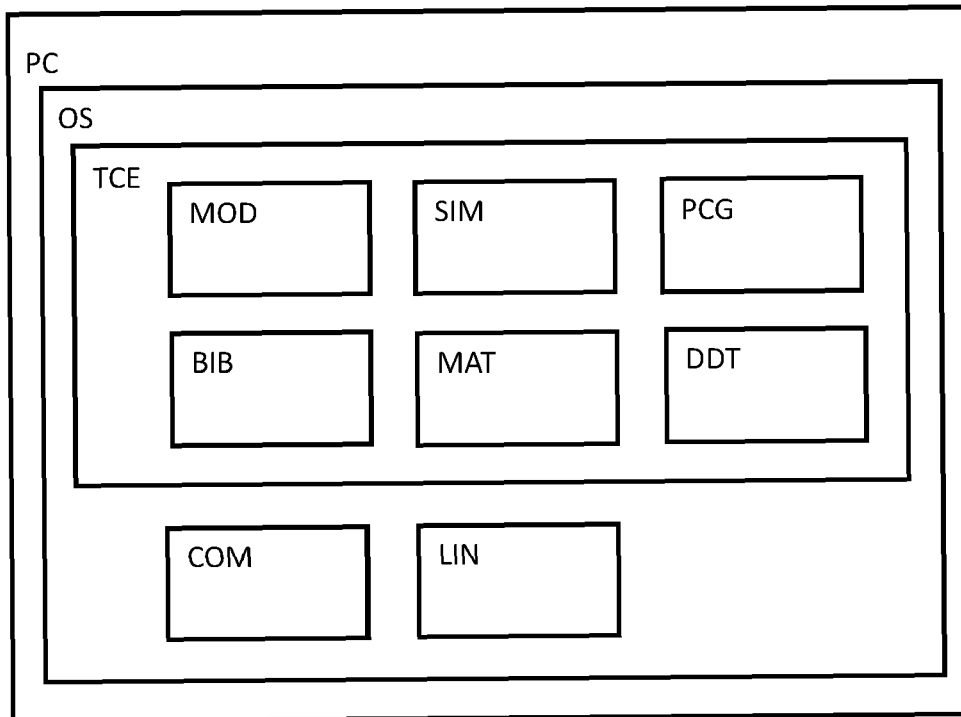 PC
OS
TCE
MOD
SIM
PCG
BIB
MAT
DDT
COM
LIN